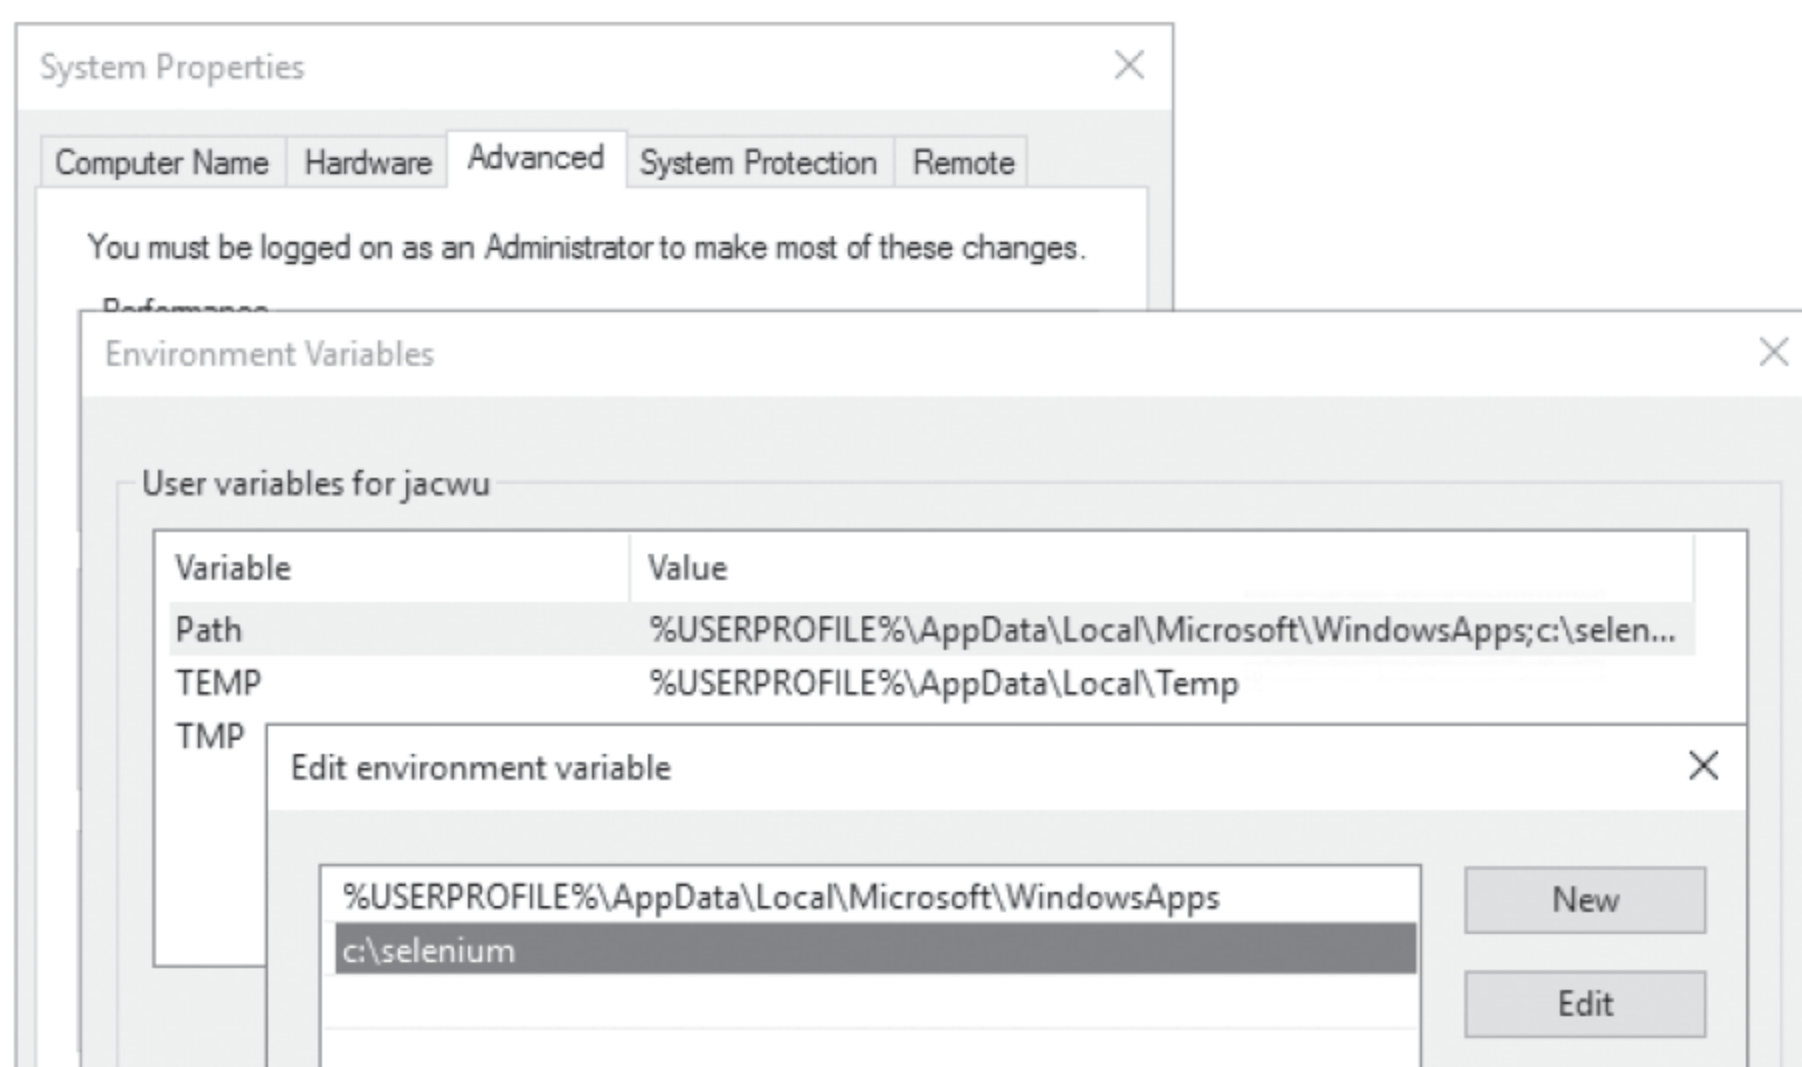 System Properties
Computer Name Hardware Advanced System Protection Remote
You must be logged on as an Administrator to make most of these changes.
Performance
Environment Variables
User variables for jacwu
Variable Value
Path %USERPROFILE%\AppData\Local\Microsoft\WindowsApps;c:\selen...
TEMP %USERPROFILE%\AppData\Local\Temp
TMP
Edit environment variable
%USERPROFILE%\AppData\Local\Microsoft\WindowsApps
New
c:\selenium
Edit